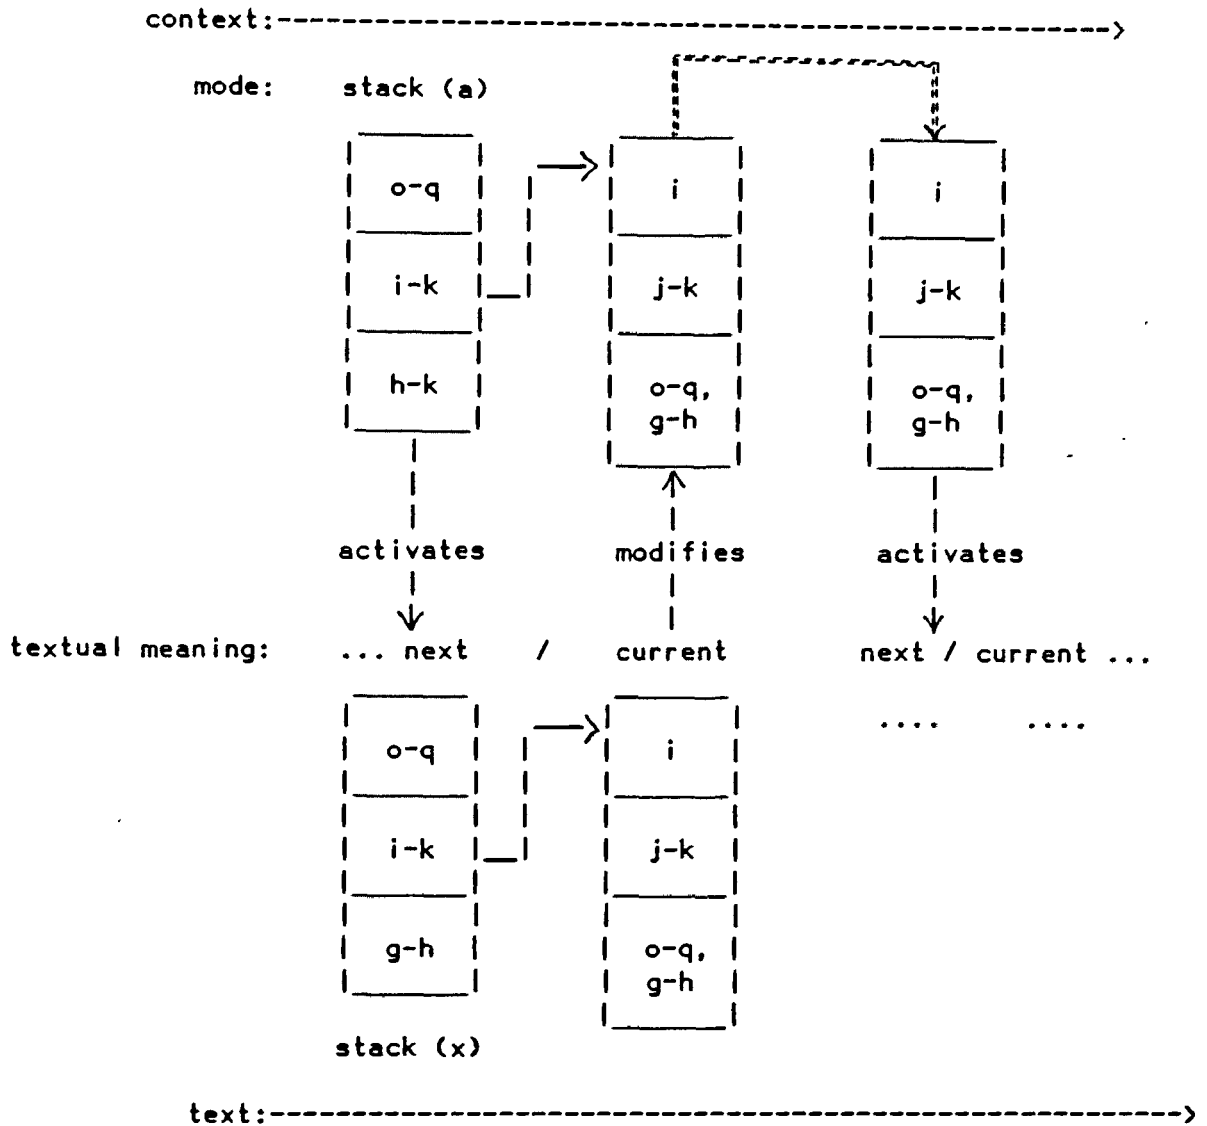 context:
mode: stack (a)
o-q i i
i-k j-k j-k
h-k o-q, o-q,
g-h g-h
activates modifies activates
textual meaning: ... next / current next / current ...
.... ....
o-q i
i-k j-k
g-h o-q,
g-h
stack (x)
text: